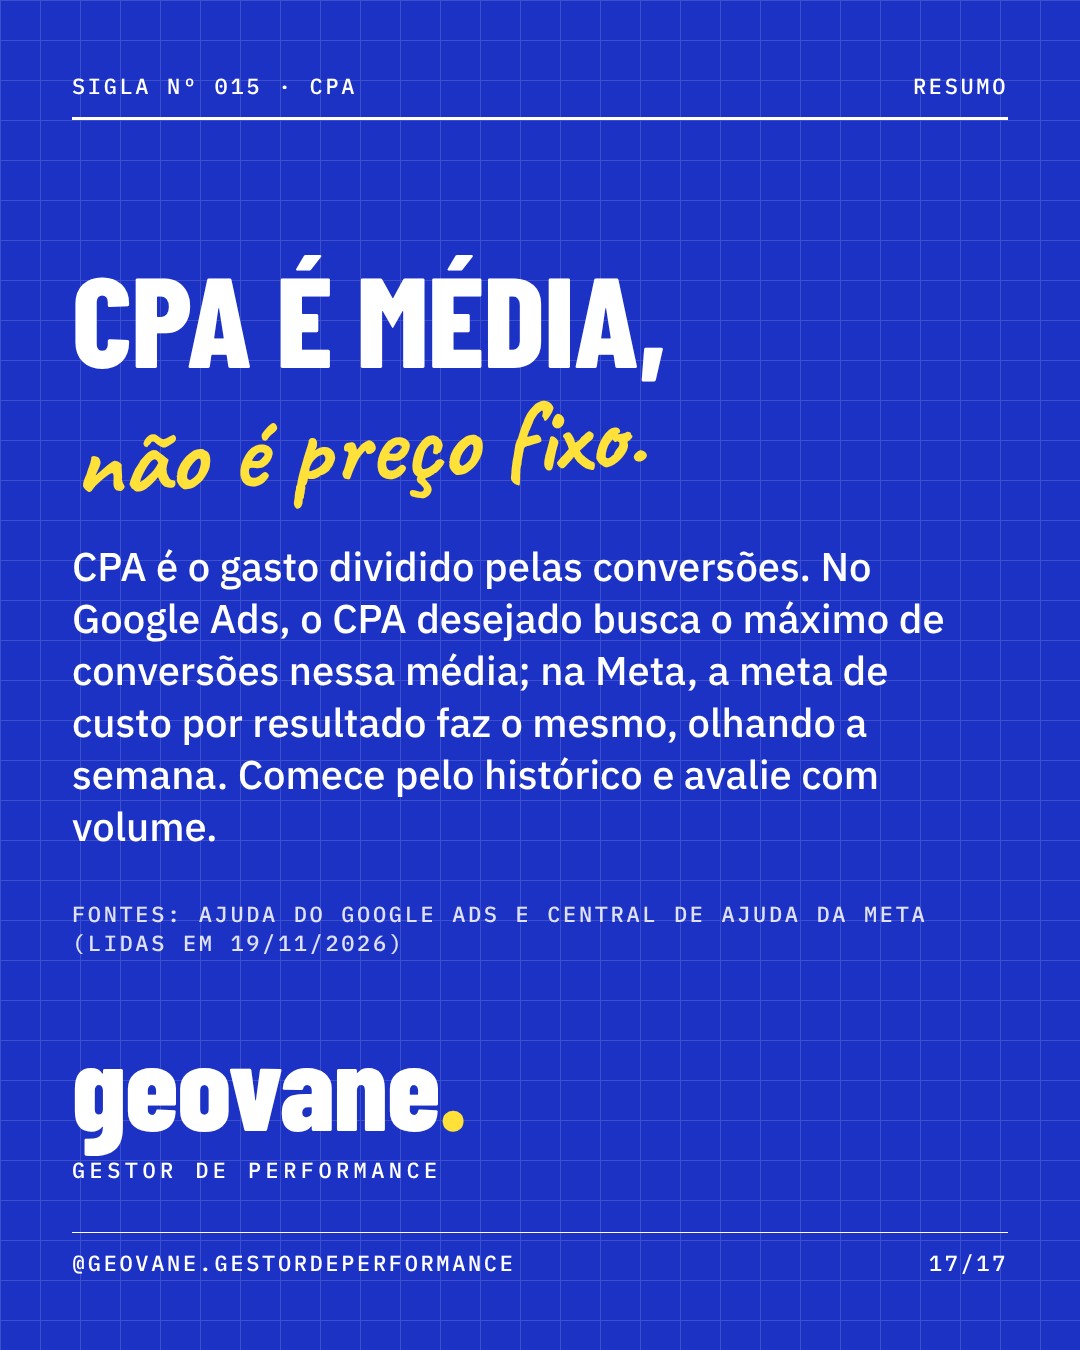 SIGLA Nº 015 · CPA
RESUMO
CPA É MÉDIA,
não é preço fixo.
CPA é o gasto dividido pelas conversões. No
Google Ads, o CPA desejado busca o máximo de
conversões nessa média; na Meta, a meta de
custo por resultado faz o mesmo, olhando a
semana. Comece pelo histórico e avalie com
volume.
FONTES: AJUDA DO GOOGLE ADS E CENTRAL DE AJUDA DA META
(LIDAS EM 19/11/2026)
geovane.
GESTOR DE PERFORMANCE
@GEOVANE.GESTORDEPERFORMANCE
17/17